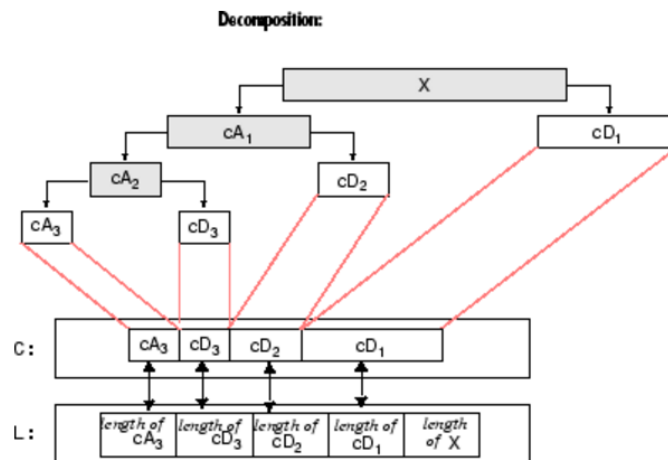 Decomposition:
X
cA₁ cD₁
cA₂ cD₂
cA₃ cD₃
C: cA₃ cD₃ cD₂ cD₁
length of length of length of length of length
L: cA₃ cD₃ cD₂ cD₁ of X